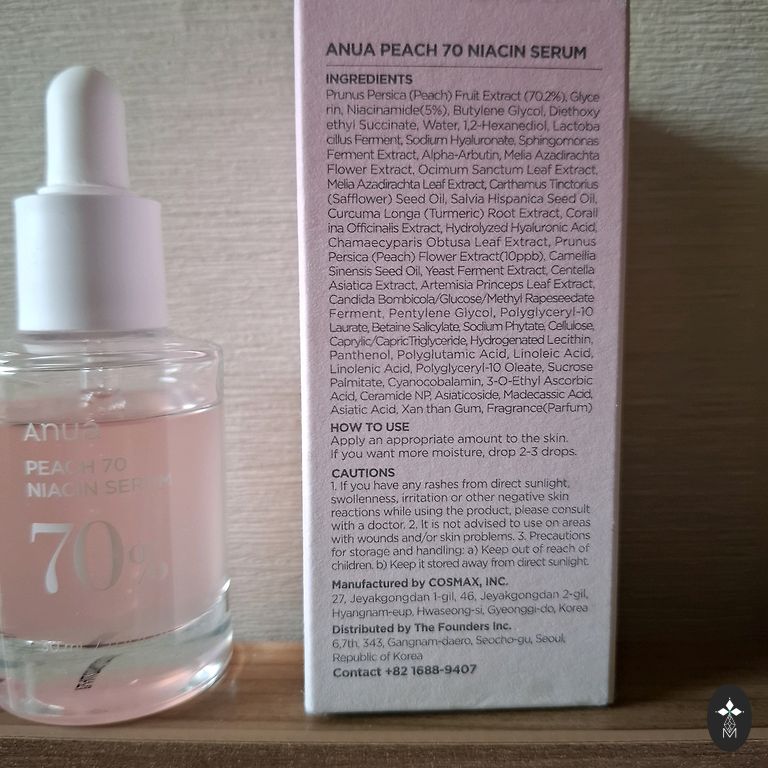 ANUA
PEACH 70
NIACIN SERUM
70%
ANUA PEACH 70 NIACIN SERUM
INGREDIENTS
Prunus Persica (Peach) Fruit Extract (70.2%), Glyce
rin, Niacinamide(5%), Butylene Glycol, Diethoxy
ethyl Succinate, Water, 1,2-Hexanediol, Lactoba
cillus Ferment, Sodium Hyaluronate, Sphingomonas
Ferment Extract, Alpha-Arbutin, Melia Azadirachta
Flower Extract, Ocimum Sanctum Leaf Extract,
Melia Azadirachta Leaf Extract, Carthamus Tinctorius
(Safflower) Seed Oil, Salvia Hispanica Seed Oil,
Curcuma Longa (Turmeric) Root Extract, Corall
ina Officinalis Extract, Hydrolyzed Hyaluronic Acid,
Chamaecyparis Obtusa Leaf Extract, Prunus
Persica (Peach) Flower Extract(10ppb), Camellia
Sinensis Seed Oil, Yeast Ferment Extract, Centella
Asiatica Extract, Artemisia Princeps Leaf Extract,
Candida Bombicola/Glucose/Methyl Rapeseedate
Ferment, Pentylene Glycol, Polyglyceryl-10
Laurate, Betaine Salicylate, Sodium Phytate, Cellulose,
Caprylic/CapricTriglyceride, Hydrogenated Lecithin,
Panthenol, Polyglutamic Acid, Linoleic Acid,
Linolenic Acid, Polyglyceryl-10 Oleate, Sucrose
Palmitate, Cyanocobalamin, 3-O-Ethyl Ascorbic
Acid, Ceramide NP, Asiaticoside, Madecassic Acid,
Asiatic Acid, Xan than Gum, Fragrance(Parfum)
HOW TO USE
Apply an appropriate amount to the skin.
If you want more moisture, drop 2-3 drops.
CAUTIONS
1. If you have any rashes from direct sunlight,
swollenness, irritation or other negative skin
reactions while using the product, please consult
with a doctor. 2. It is not advised to use on areas
with wounds and/or skin problems. 3. Precautions
for storage and handling: a) Keep out of reach of
children. b) Keep it stored away from direct sunlight.
Manufactured by COSMAX, INC.
27, Jeyakgongdan 1-gil, 46, Jeyakgongdan 2-gil,
Hyangnam-eup, Hwaseong-si, Gyeonggi-do, Korea
Distributed by The Founders Inc.
6,7th, 343, Gangnam-daero, Seocho-gu, Seoul,
Republic of Korea
Contact +82 1688-9407
M